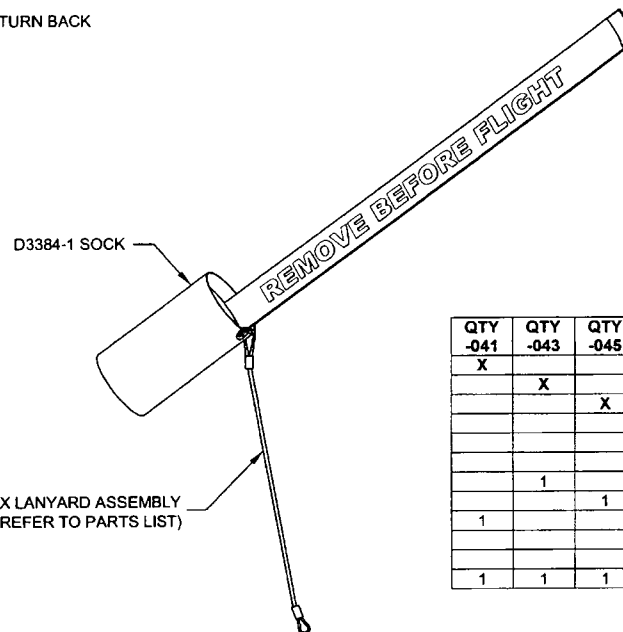 TURN BACK
REMOVE BEFORE FLIGHT
D3384-1 SOCK
X LANYARD ASSEMBLY
REFER TO PARTS LIST)
QTY -041 QTY -043 QTY -045
X
X
X
1
1
1
1 1 1